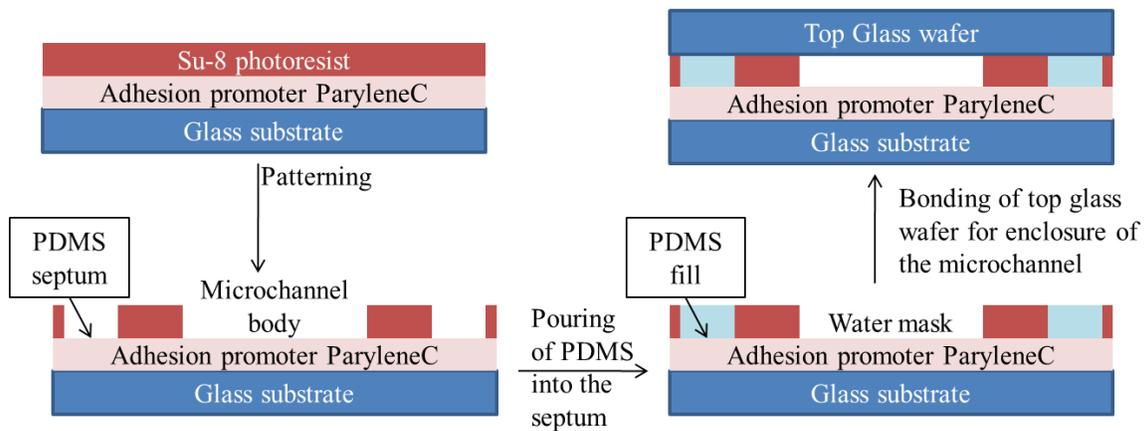 Su-8 photoresist
Adhesion promoter ParyleneC
Glass substrate
Patterning
PDMS
septum
Microchannel
body
Adhesion promoter ParyleneC
Glass substrate
Pouring
of PDMS
into the
septum
PDMS
fill
Water mask
Adhesion promoter ParyleneC
Glass substrate
Bonding of top glass
wafer for enclosure of
the microchannel
Top Glass wafer
Adhesion promoter ParyleneC
Glass substrate